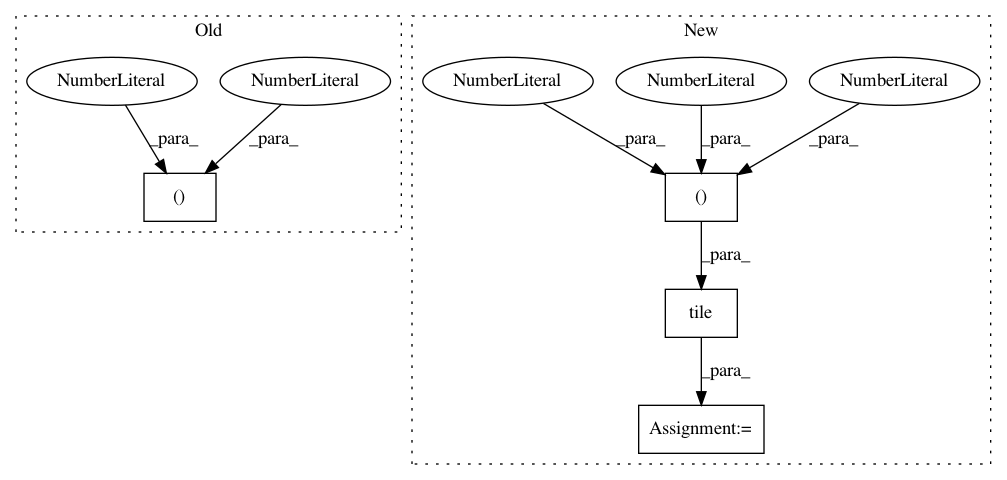 Old
New
NumberLiteral NumberLiteral NumberLiteral NumberLiteral NumberLiteral
_para_ _para_ _para_ _para_ _para_
() ()
_para_
tile
_para_
Assignment:=